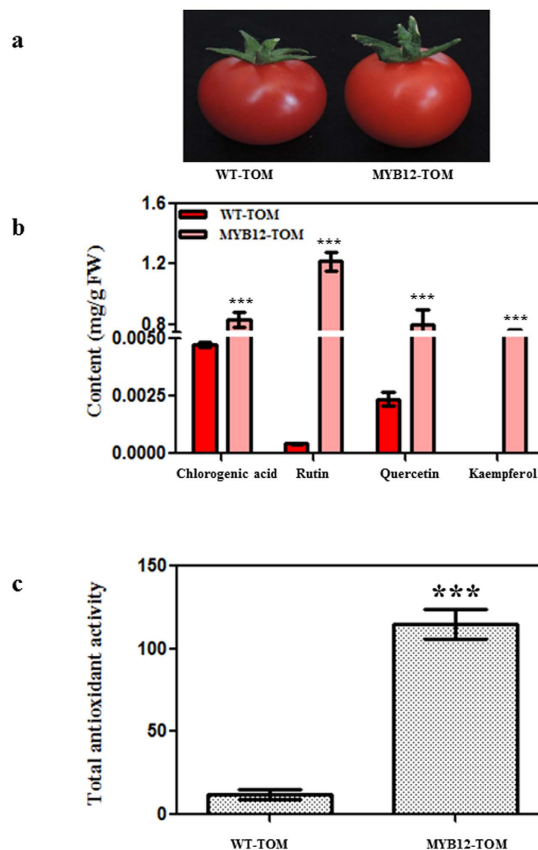 a
WT-TOM MYB12-TOM
b
Content (mg/g FW)
1.6
1.2
0.8
0.0050
0.0025
0.0000
WT-TOM
MYB12-TOM
***
***
***
***
Chlorogenic acid Rutin Quercetin Kaempferol
c
Total antioxidant activity
150
100
50
0
***
WT-TOM MYB12-TOM